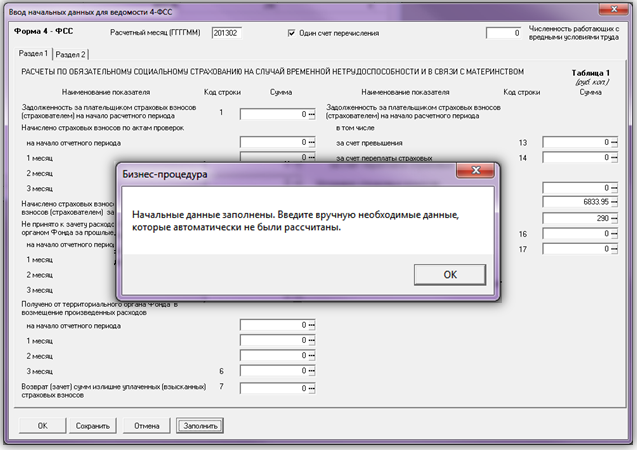 Ввод начальных данных для ведомости 4-ФСС
Форма 4 - ФСС
Расчетный месяц (ГГГГММ) 201302
Один счет перечисления
0 Численность работающих с
вредными условиями труда
Раздел 1 Раздел 2
РАСЧЕТЫ ПО ОБЯЗАТЕЛЬНОМУ СОЦИАЛЬНОМУ СТРАХОВАНИЮ НА СЛУЧАЙ ВРЕМЕННОЙ НЕТРУДОСПОСОБНОСТИ И В СВЯЗИ С МАТЕРИНСТВОМ
Таблица 1
(руб. коп.)
Наименование показателя Код строки Сумма
Задолженность за плательщиком страховых взносов
(страхователем) на начало расчетного периода 1 0
Начислено страховых взносов по актам проверок
на начало отчетного периода 0
1 месяц 0
2 месяц
3 месяц
Начислено страховых
взносов (страхователем) за
Не принято к зачету расход
органом Фонда за прошлые,
на начало отчетного период
1 месяц
2 месяц
3 месяц
Получено от территориального органа Фонда в
возмещение произведенных расходов
на начало отчетного периода 0
1 месяц 0
2 месяц 0
3 месяц 6 0
Возврат (зачет) сумм излишне уплаченных (взысканных)
страховых взносов 7 0
Наименование показателя Код строки Сумма
Задолженность за плательщиком страховых взносов
(страхователем) на начало расчетного периода 0
в том числе
за счет превышения 13 0
за счет переплаты страховых 14 0
0
6833.95
290
16 0
17 0
Бизнес-процедура
Начальные данные заполнены. Введите вручную необходимые данные,
которые автоматически не были рассчитаны.
OK
OK Сохранить Отмена Заполнить